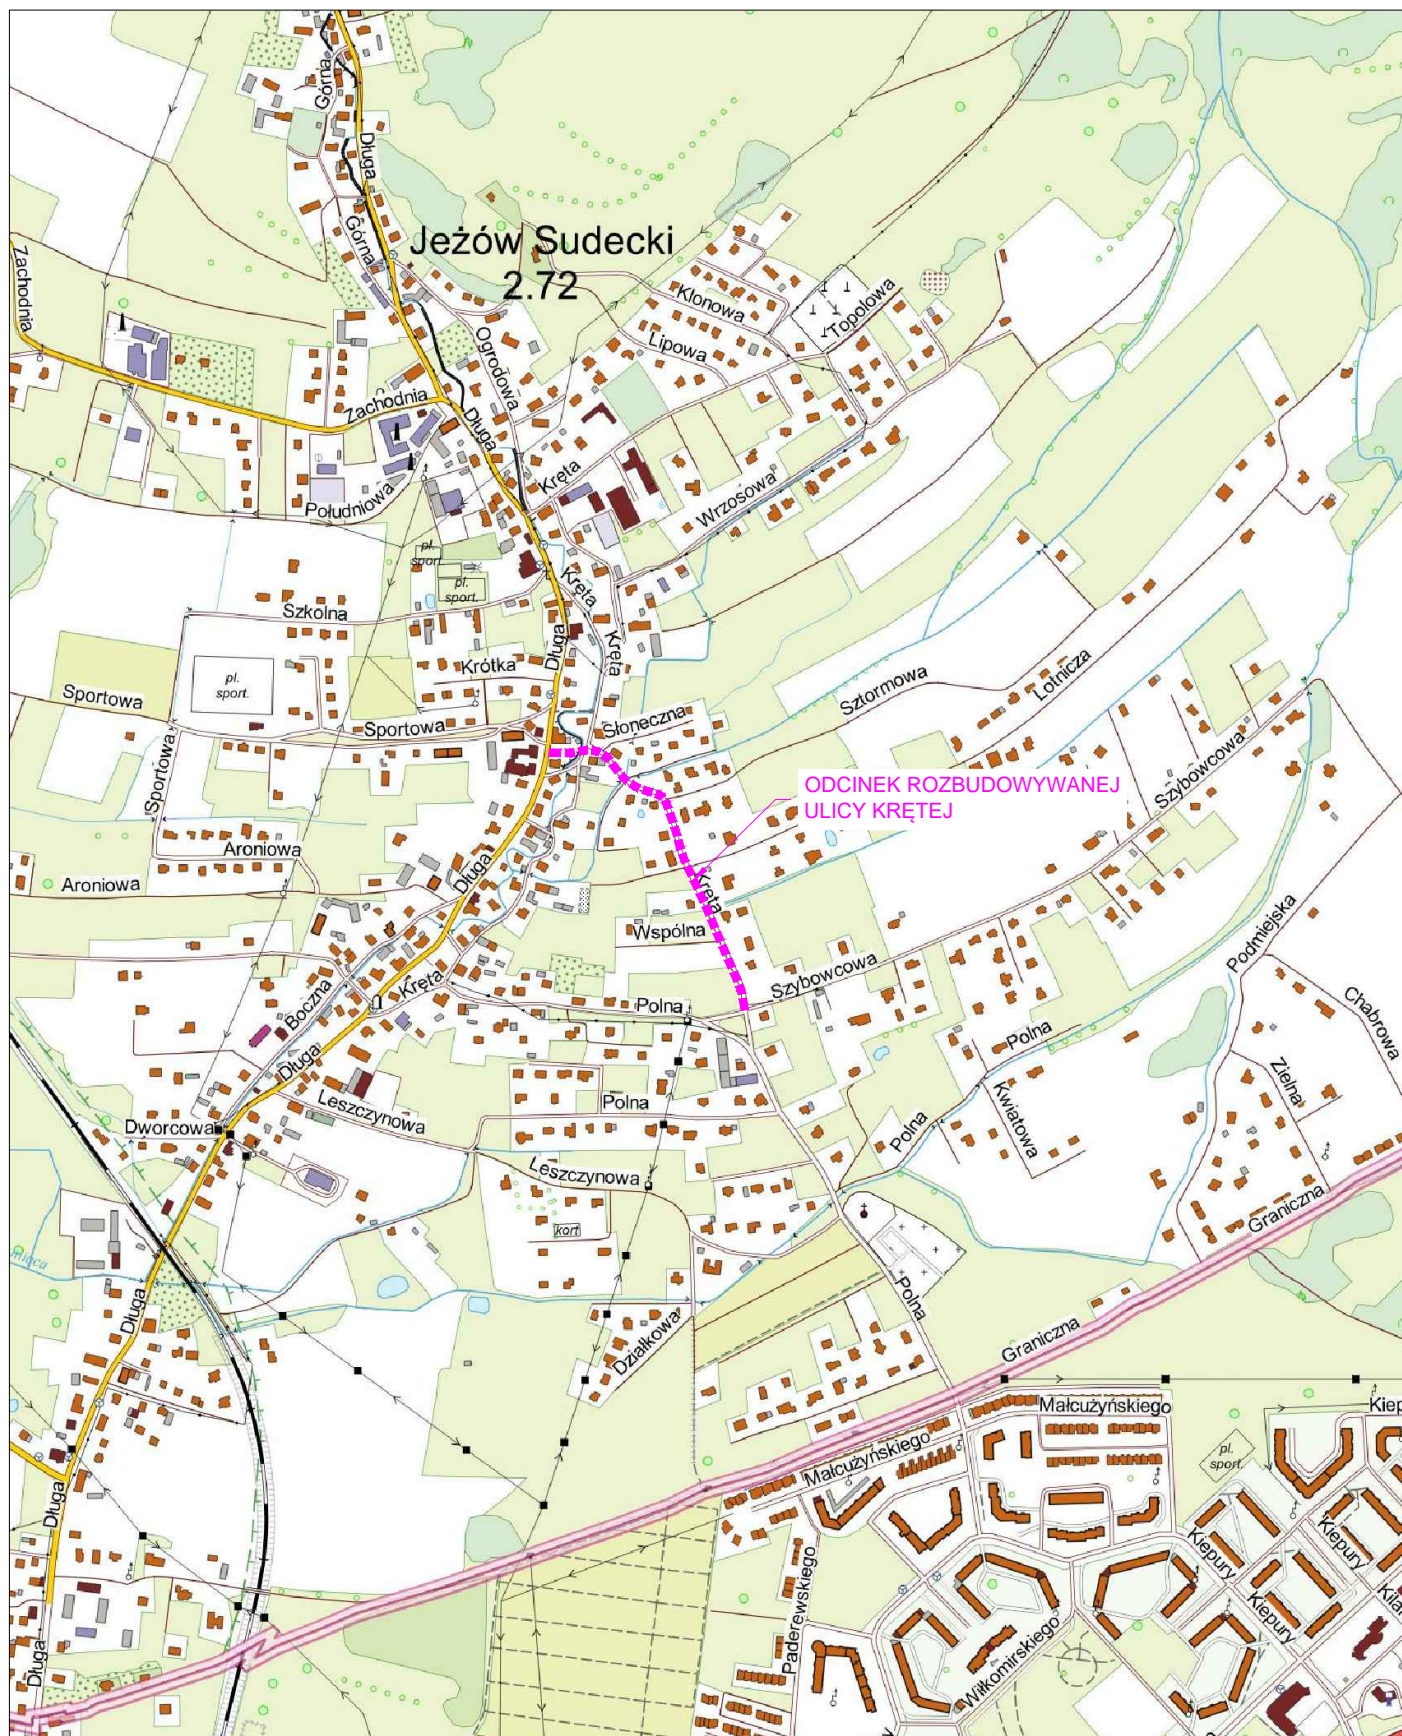 Górna
Długa
Górna
Jeżów Sudecki
2.72
Zachodnia
Klonowa
Topolowa
Lipowa
Ogrodowa
Zachodnia
Długa
Kręta
Południowa
Wrzosowa
pl.
sport.
pl.
sport.
Kręta
Szkolna
Długa
Kręta
Krótka
pl.
sport.
Sportowa
Sztormowa
Lotnicza
Sportowa
Słoneczna
Szybowcowa
Sportowa
ODCINEK ROZBUDOWYWANEJ
ULICY KRĘTEJ
Aroniowa
Aroniowa
Długa
Kręta
Wspólna
Podmiejska
Szybowcowa
Kręta
Boczna
Polna
Chabrowa
Polna
Długa
Zielna
Kwiatowa
Leszczynowa
Polna
Dworcowa
Polna
Leszczynowa
kort
Graniczna
Polna
Długa
Działkowa
Graniczna
Małcużyńskiego
Kiep
Małcużyńskiego
pl.
sport.
Długa
Kiepury
Kiepury
Paderewskiego
Kiepury
Wiłkomirskiego
Długa